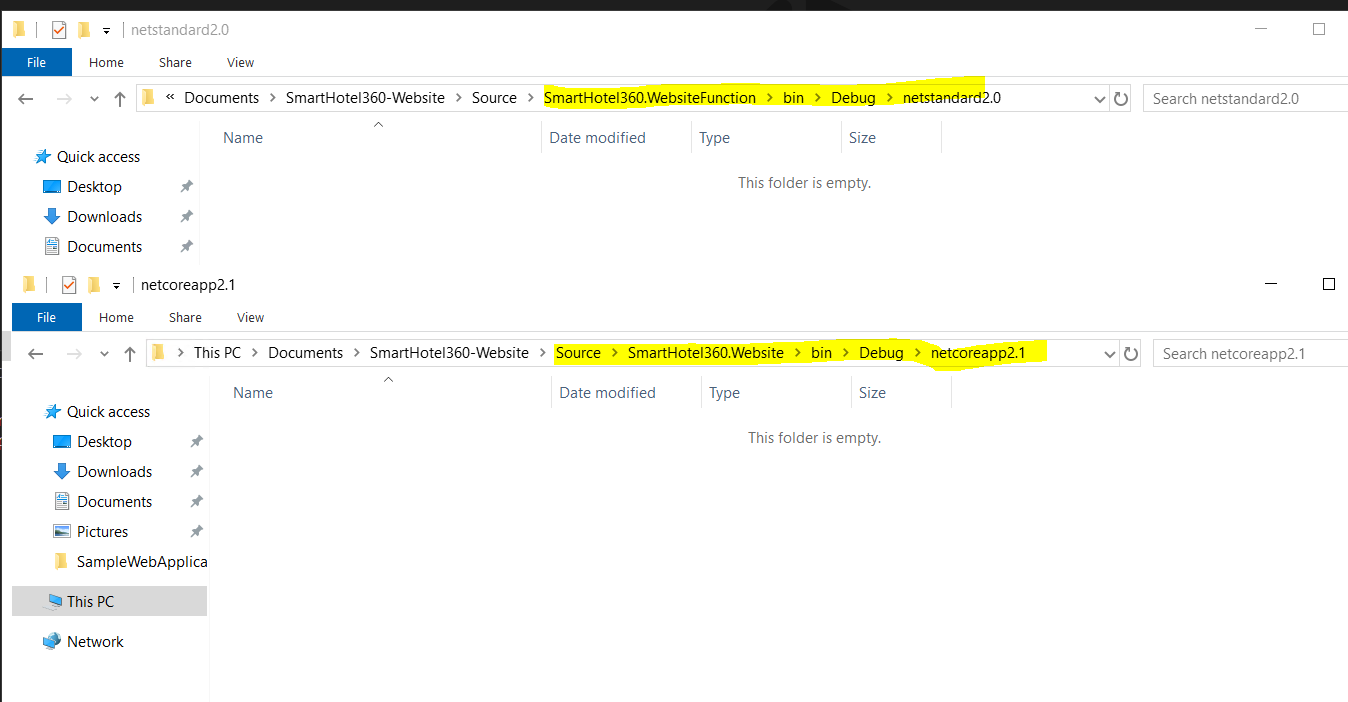 netstandard2.0
File Home Share View
« Documents > SmartHotel360-Website > Source > SmartHotel360.WebsiteFunction > bin > Debug > netstandard2.0 Search netstandard2.0
Name Date modified Type Size
This folder is empty.
Quick access
Desktop
Downloads
Documents
netcoreapp2.1
File Home Share View
> This PC > Documents > SmartHotel360-Website > Source > SmartHotel360.Website > bin > Debug > netcoreapp2.1 Search netcoreapp2.1
Name Date modified Type Size
This folder is empty.
Quick access
Desktop
Downloads
Documents
Pictures
SampleWebApplica
This PC
Network